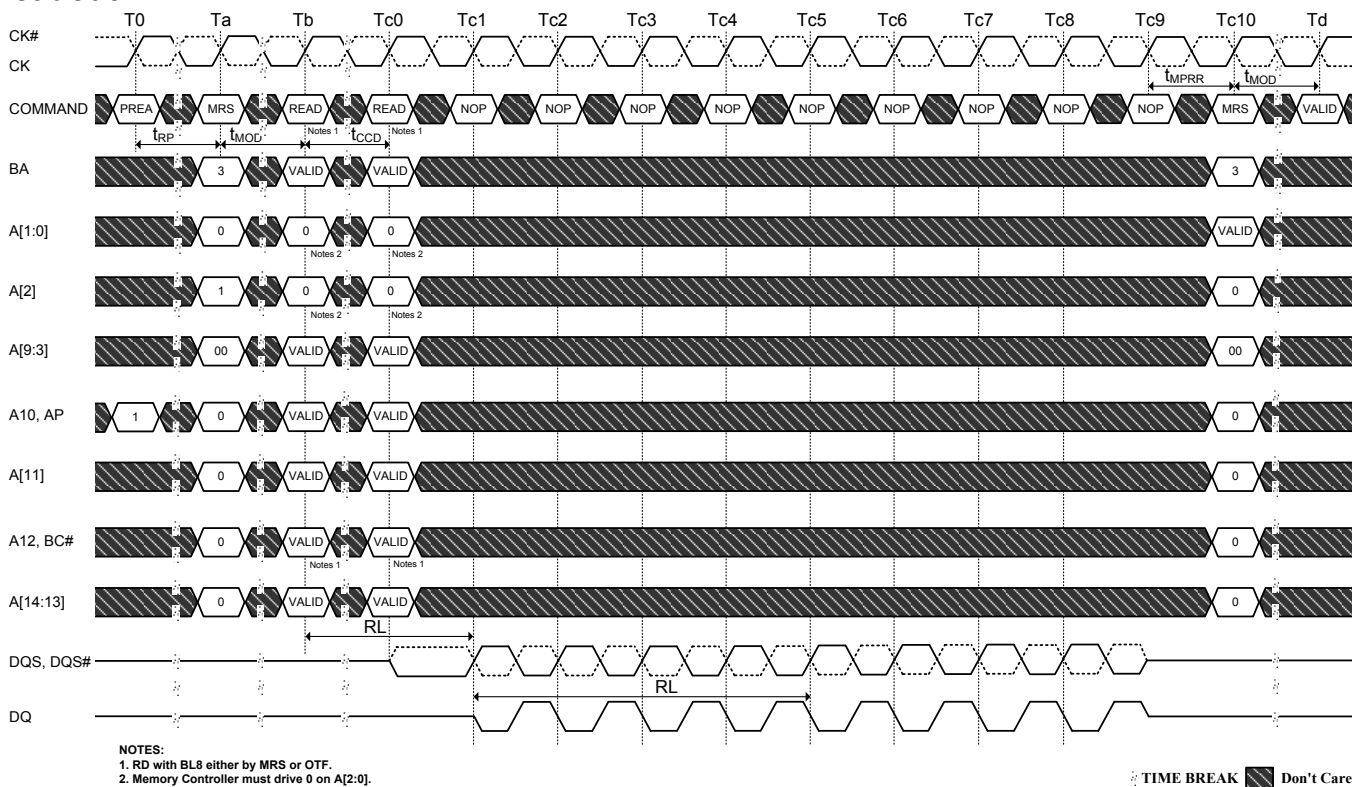 T0 Ta Tb Tc0 Tc1 Tc2 Tc3 Tc4 Tc5 Tc6 Tc7 Tc8 Tc9 Tc10 Td
CK#
CK
tMPRR tMOD
COMMAND PREA MRS READ READ NOP NOP NOP NOP NOP NOP NOP NOP NOP MRS VALID
Notes 1 Notes 1
tRP tMOD tCCD
BA 3 VALID VALID 3
A[1:0] 0 0 0 VALID
Notes 2 Notes 2
A[2] 1 0 0 0
Notes 2 Notes 2
A[9:3] 00 VALID VALID 00
A10, AP 1 0 VALID VALID 0
A[11] 0 VALID VALID 0
A12, BC# 0 VALID VALID 0
Notes 1 Notes 1
A[14:13] 0 VALID VALID 0
RL
DQS, DQS#
RL
DQ
NOTES:
1. RD with BL8 either by MRS or OTF.
2. Memory Controller must drive 0 on A[2:0].
TIME BREAK Don't Care